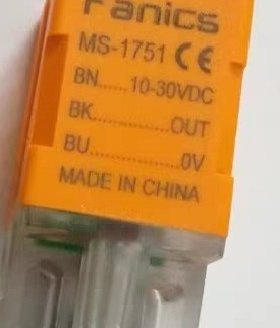 Fanics
MS-1751 CE
BN......10-30VDC
BK..............OUT
BU................0V
MADE IN CHINA